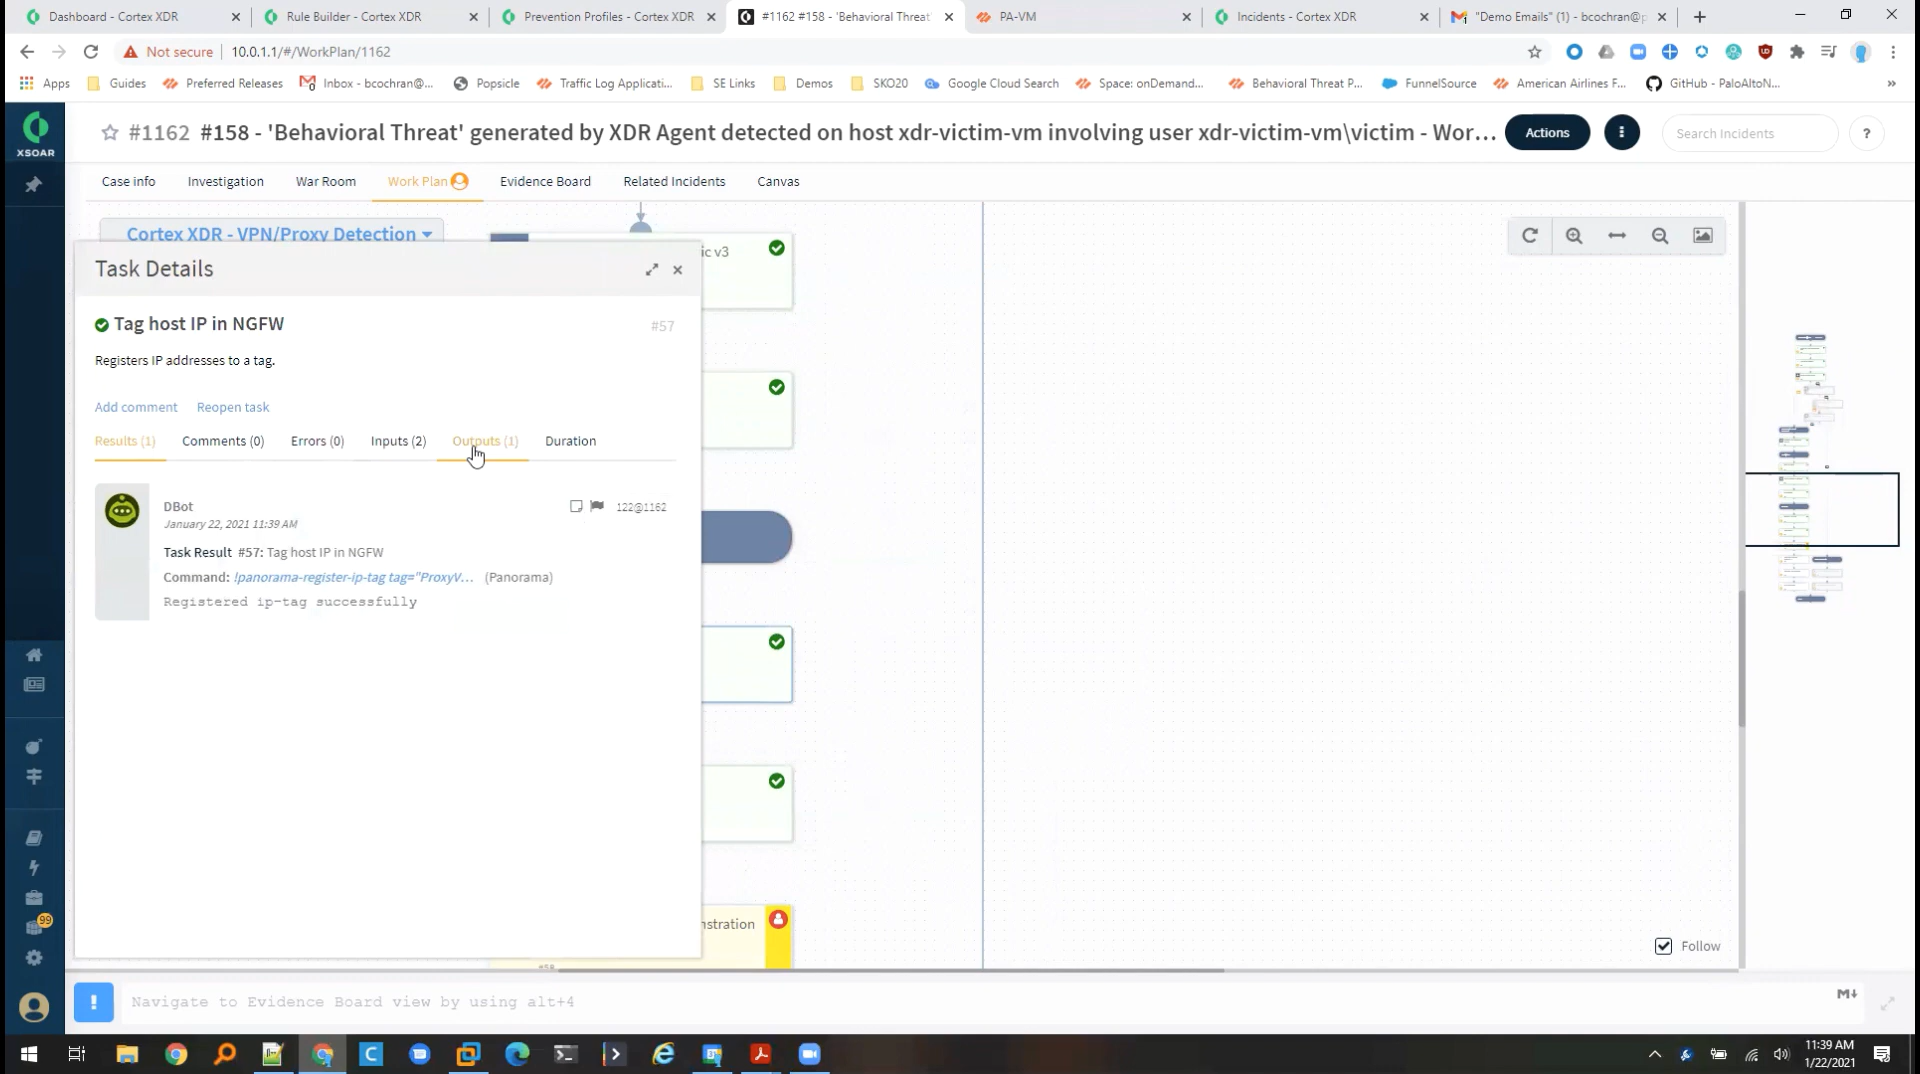 Dashboard - Cortex XDR
Rule Builder - Cortex XDR
Prevention Profiles - Cortex XDR
#1162 #158 - 'Behavioral Threat'
PA-VM
Incidents - Cortex XDR
"Demo Emails" (1) - bcochran@p
Not secure
10.0.1.1/#/WorkPlan/1162
Apps
Guides
Preferred Releases
Inbox - bcochran@...
Popsicle
Traffic Log Applicati...
SE Links
Demos
SKO20
Google Cloud Search
Space: onDemand...
Behavioral Threat P...
FunnelSource
American Airlines F...
GitHub - PaloAltoN...
»
XSOAR
#1162 #158 - 'Behavioral Threat' generated by XDR Agent detected on host xdr-victim-vm involving user xdr-victim-vm\victim - Wor...
Actions
Search Incidents
?
Case info
Investigation
War Room
Work Plan
Evidence Board
Related Incidents
Canvas
Cortex XDR - VPN/Proxy Detection
ic v3
Task Details
Tag host IP in NGFW
#57
Registers IP addresses to a tag.
Add comment
Reopen task
Results (1)
Comments (0)
Errors (0)
Inputs (2)
Outputs (1)
Duration
DBot
122@1162
January 22, 2021 11:39 AM
Task Result #57: Tag host IP in NGFW
Command: !panorama-register-ip-tag tag="ProxyV... (Panorama)
Registered ip-tag successfully
nstration
#58
Follow
99
!
Navigate to Evidence Board view by using alt+4
M
11:39 AM
1/22/2021